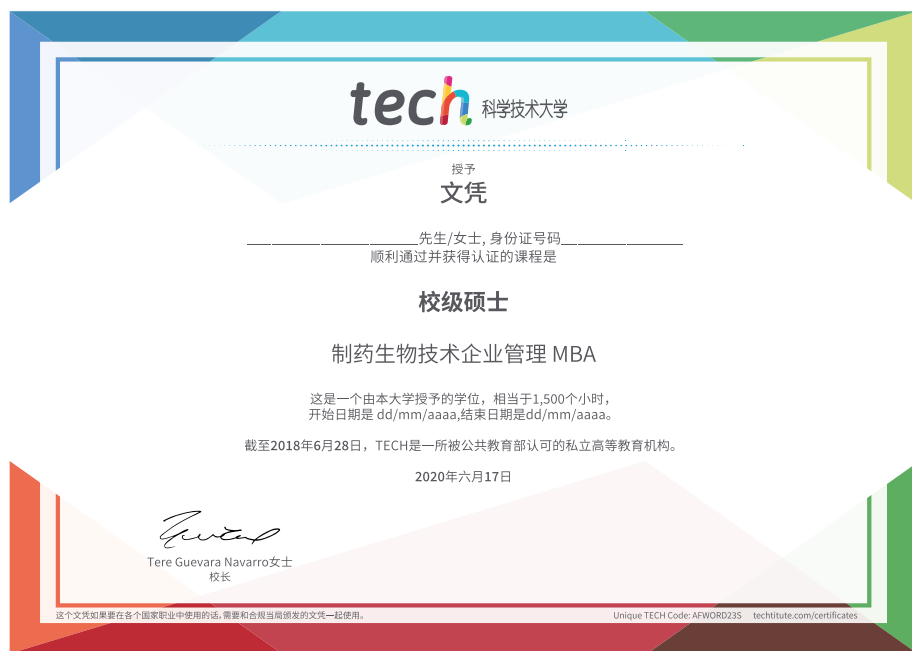 tech 科学技术大学
授予
文凭
先生/女士, 身份证号码
顺利通过并获得认证的课程是
校级硕士
制药生物技术企业管理 MBA
这是一个由本大学授予的学位，相当于1,500个小时，
开始日期是 dd/mm/aaaa,结束日期是dd/mm/aaaa。
截至2018年6月28日，TECH是一所被公共教育部认可的私立高等教育机构。
2020年六月17日
Tere Guevara Navarro女士
校长
这个文凭如果要在各个国家职业中使用的话,需要和合规当局颁发的文凭一起使用。
Unique TECH Code: AFWORD23S techtitute.com/certificates